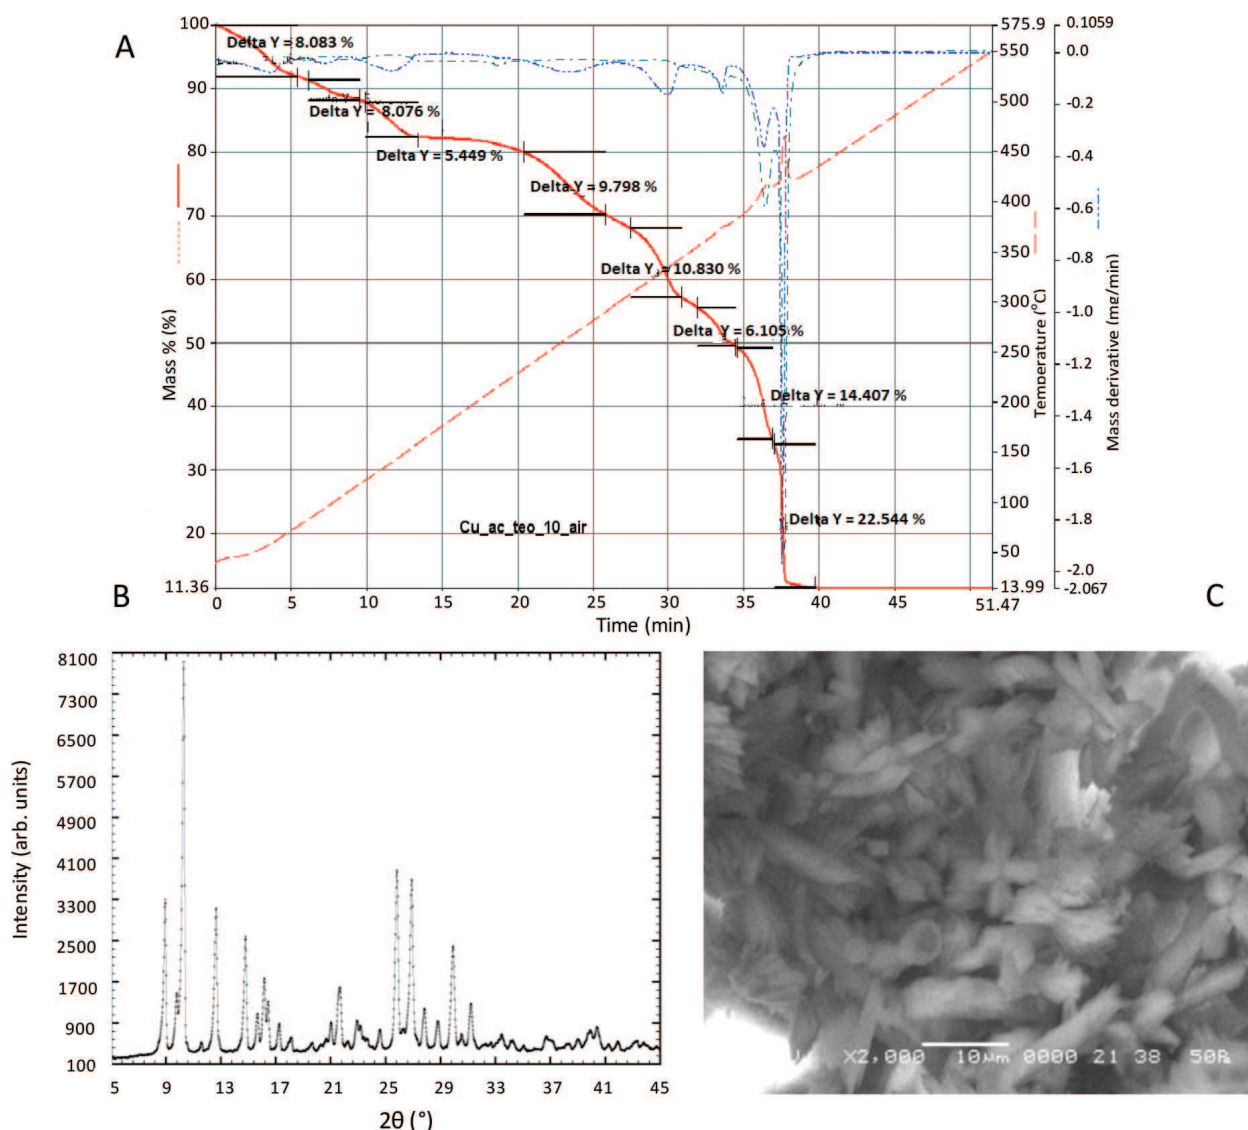 A
100
90
80
70
60
50
40
30
20
11.36
Mass % (%)
Delta Y = 8.083 %
Delta Y = 8.076 %
Delta Y = 5.449 %
Delta Y = 9.798 %
Delta Y = 10.830 %
Delta Y = 6.105 %
Delta Y = 14.407 %
Delta Y = 22.544 %
Cu_ac_teo_10_air
0 5 10 15 20 25 30 35 40 45 51.47
Time (min)
575.9
550
500
450
400
350
300
250
200
150
100
50
13.99
Temperature (°C)
0.1059
0.0
-0.2
-0.4
-0.6
-0.8
-1.0
-1.1
-1.4
-1.6
-1.8
-2.0
-2.067
Mass derivative (mg/min)
B
8100
7300
6500
5700
4900
4100
3300
2500
1700
900
100
Intensity (arb. units)
5 9 13 17 21 25 29 33 37 41 45
2θ (°)
C
X2,000 10µm 0000 21 38 50Pa